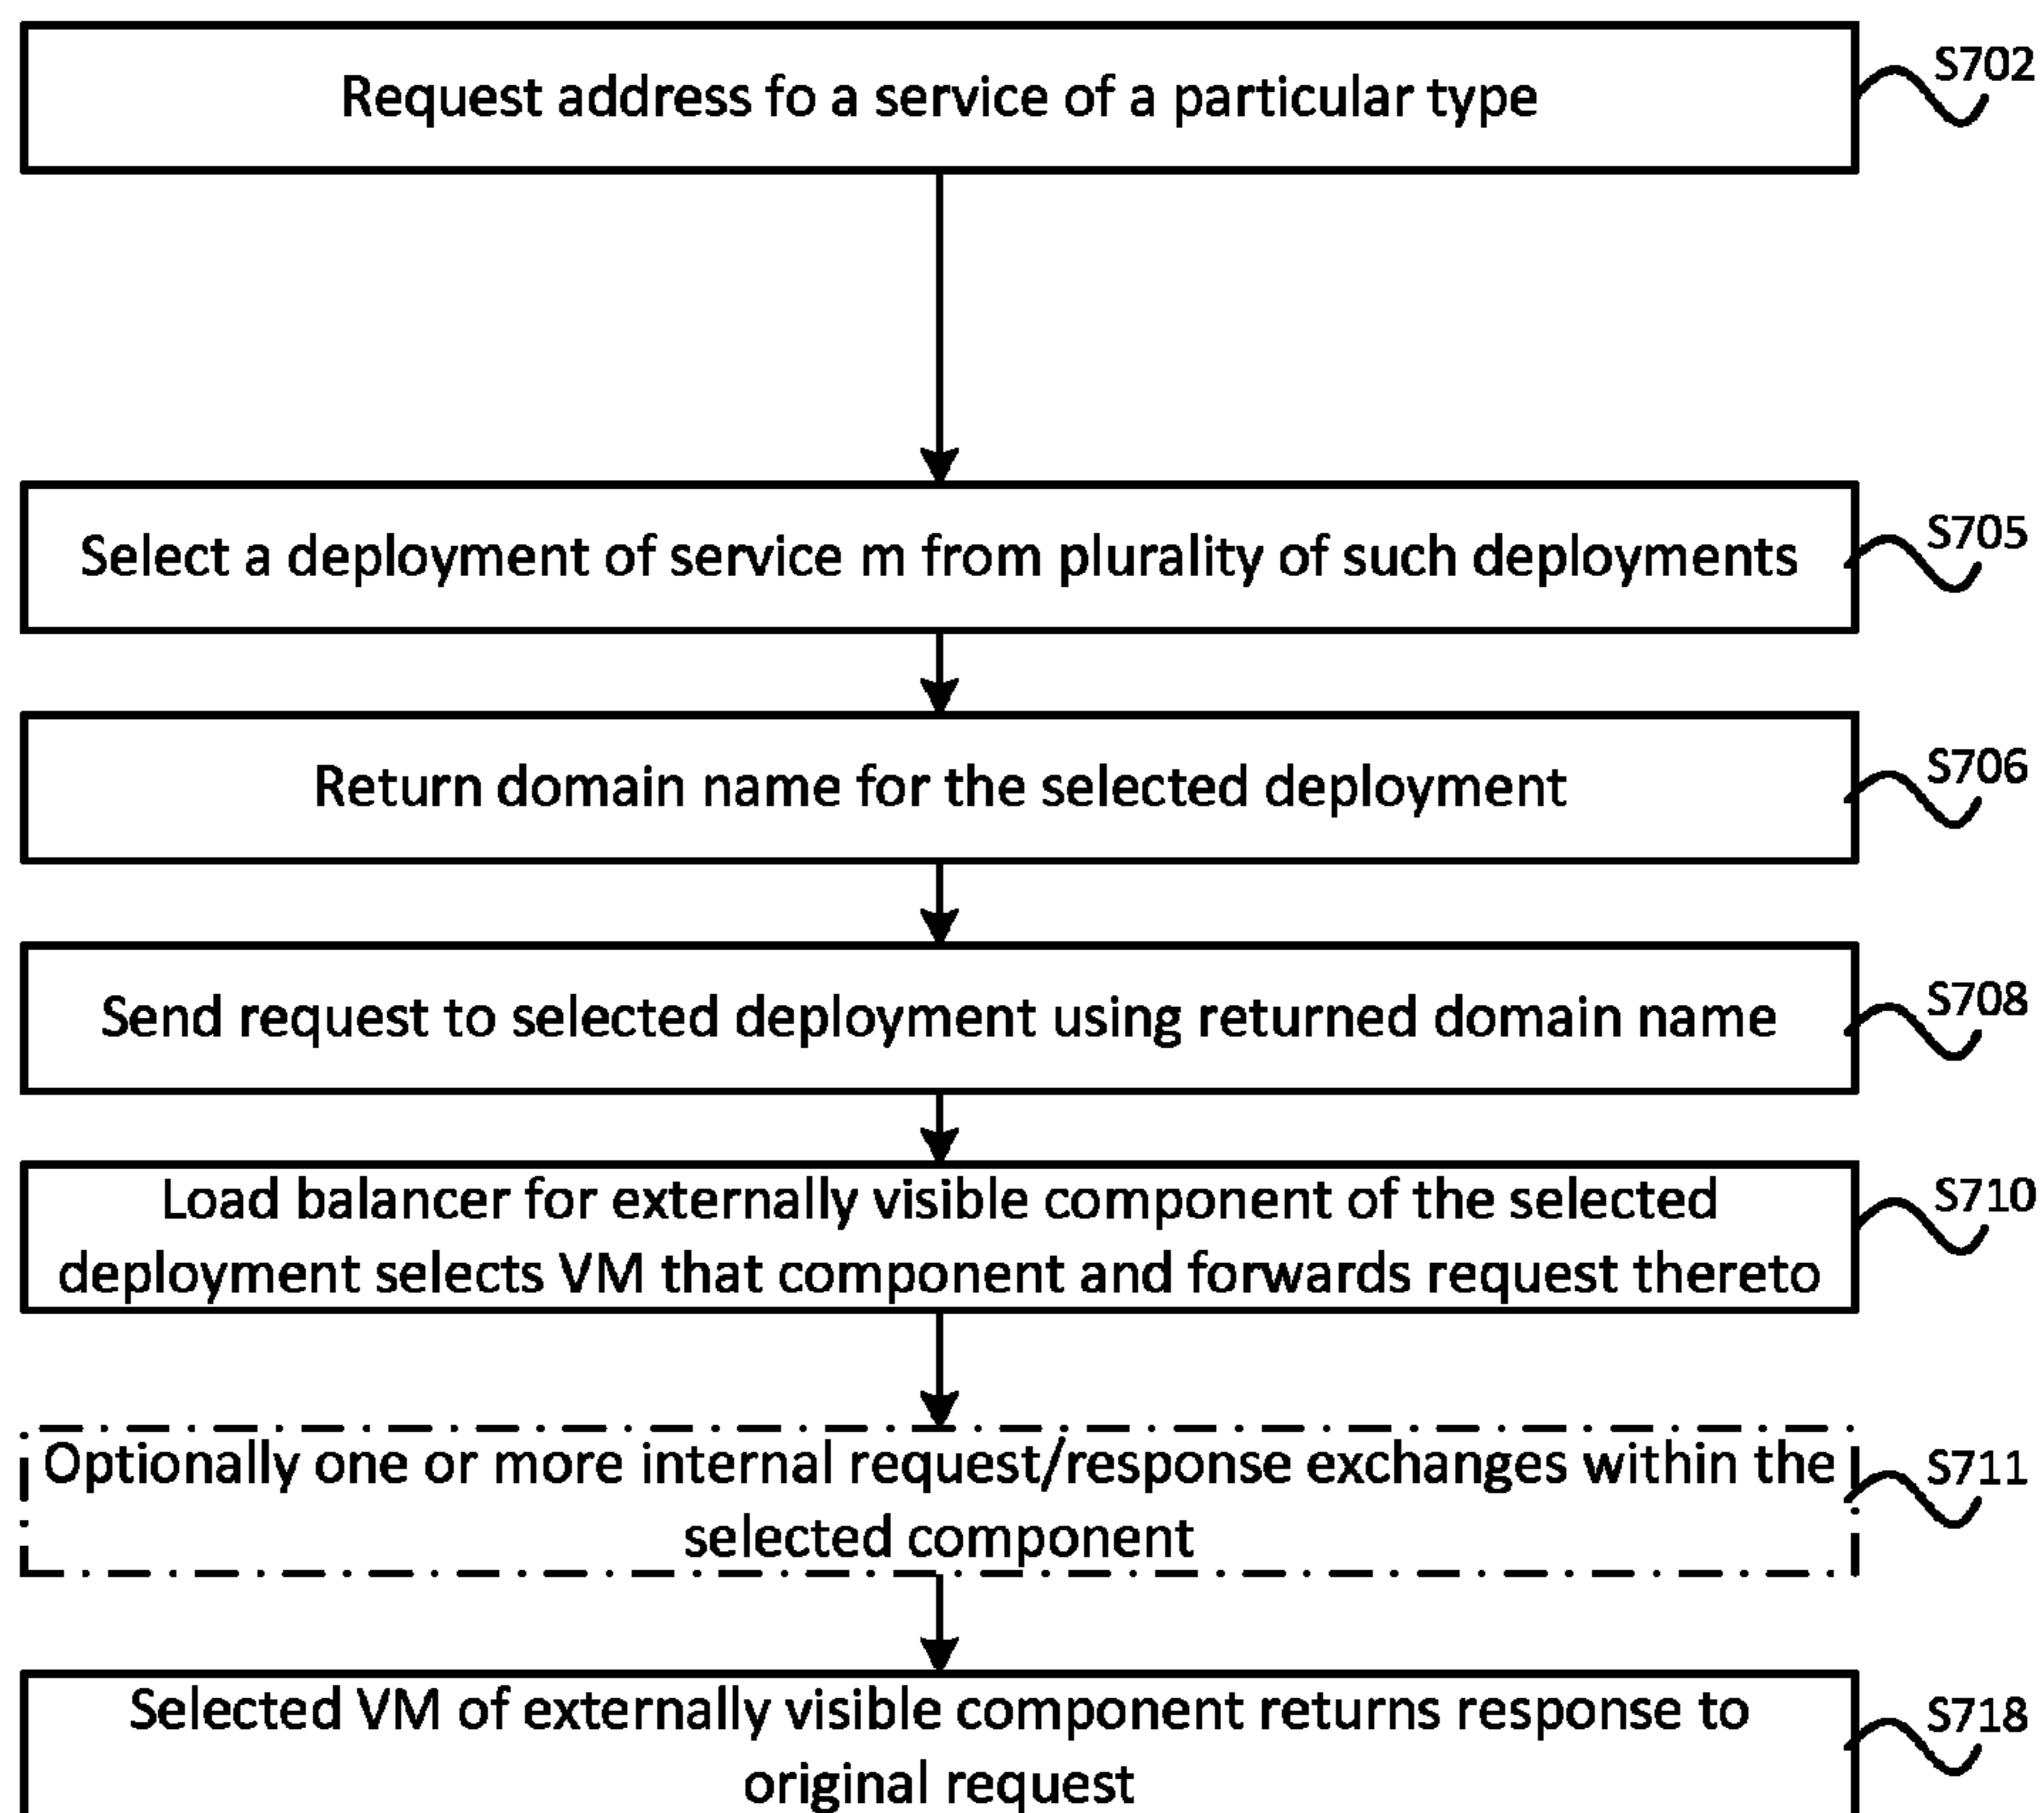 Request address fo a service of a particular type
S702
Select a deployment of service m from plurality of such deployments
S705
Return domain name for the selected deployment
S706
Send request to selected deployment using returned domain name
S708
Load balancer for externally visible component of the selected
deployment selects VM that component and forwards request thereto
S710
Optionally one or more internal request/response exchanges within the
selected component
S711
Selected VM of externally visible component returns response to
original request
S718